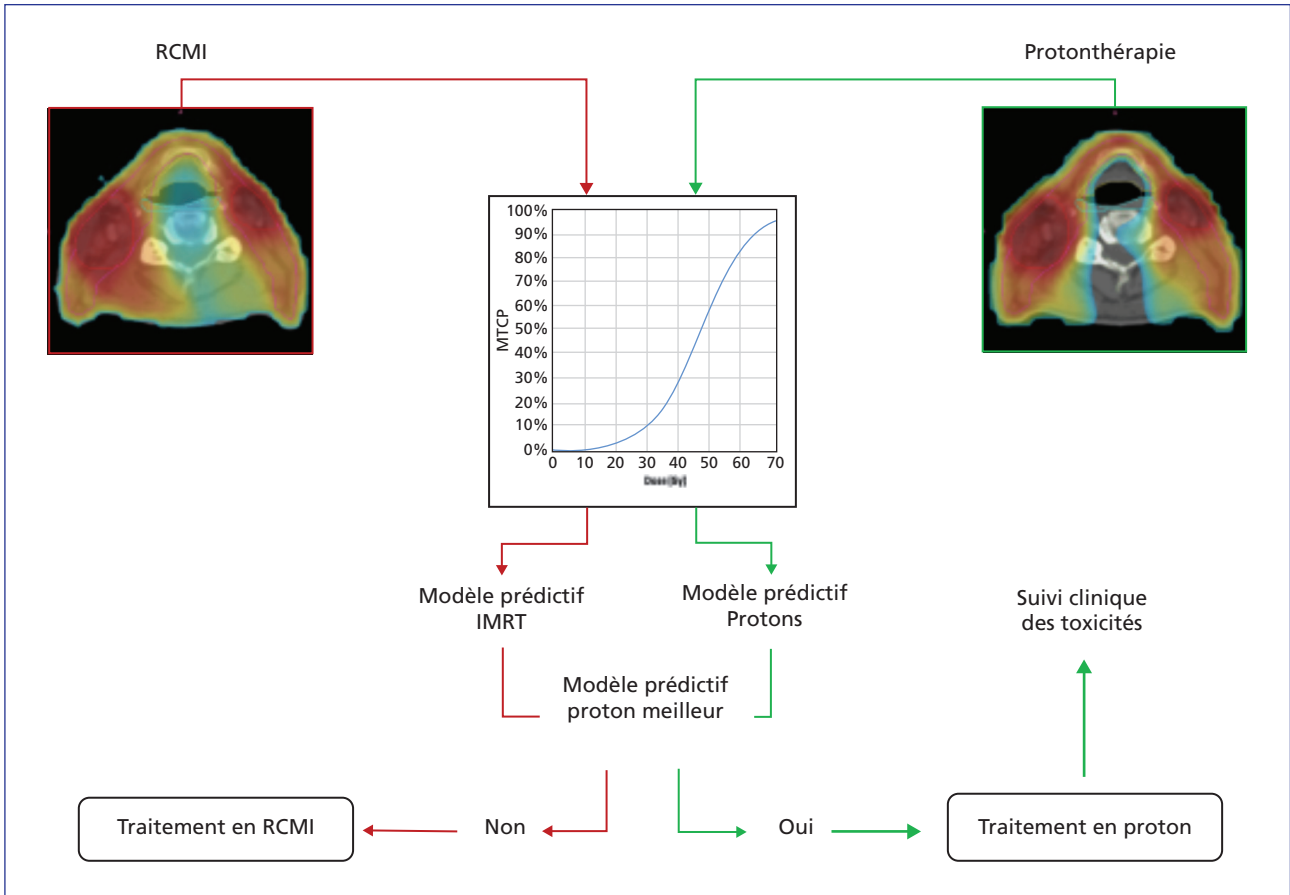 RCMI
Protonthérapie
100%
90%
80%
70%
60%
50%
40%
30%
20%
10%
0%
MTCP
0 10 20 30 40 50 60 70
Dose(Gy)
Modèle prédictif
IMRT
Modèle prédictif
Protons
Suivi clinique
des toxicités
Modèle prédictif
proton meilleur
Traitement en RCMI
Non
Oui
Traitement en proton